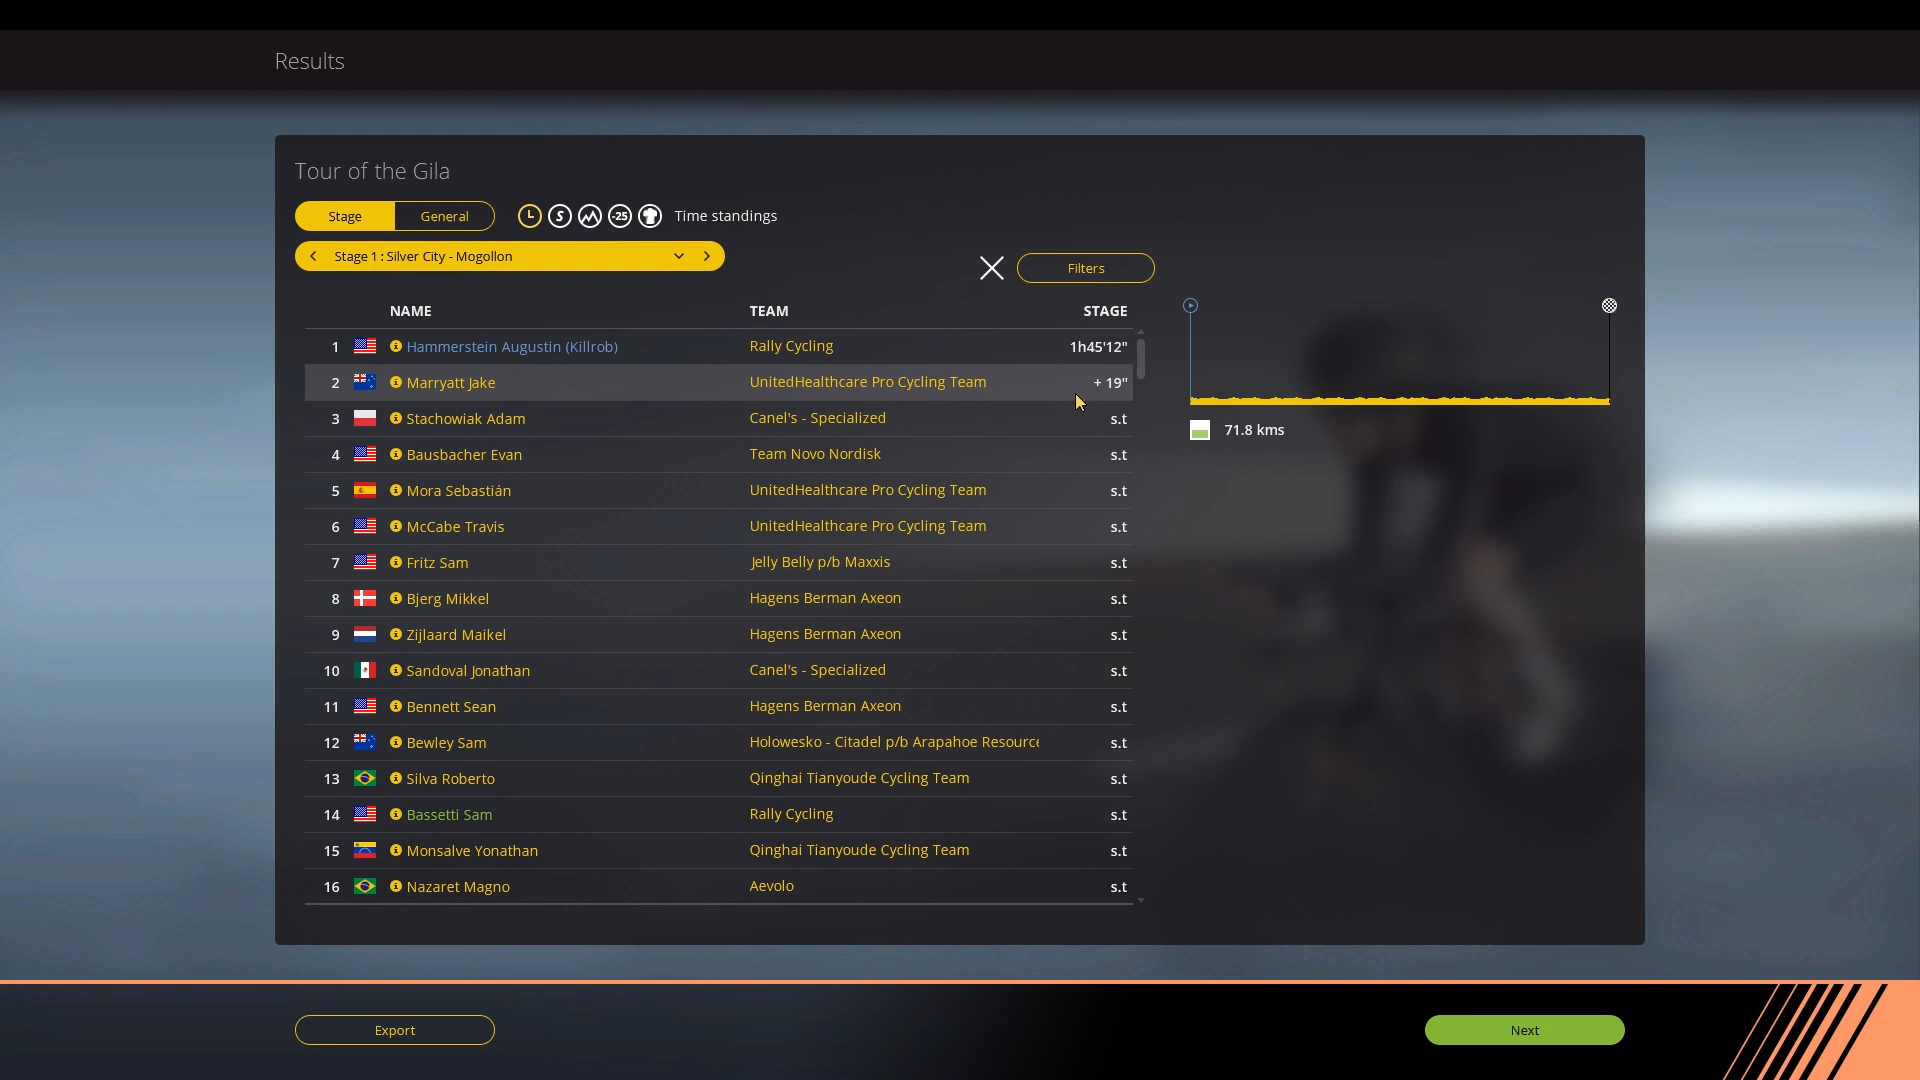 Results
Tour of the Gila
Stage General S -25 Time standings
Stage 1 : Silver City - Mogollon
Filters
NAME TEAM STAGE
1 Hammerstein Augustin (Killrob) Rally Cycling 1h45'12"
2 Marryatt Jake UnitedHealthcare Pro Cycling Team + 19"
3 Stachowiak Adam Canel's - Specialized s.t
4 Bausbacher Evan Team Novo Nordisk s.t
5 Mora Sebastián UnitedHealthcare Pro Cycling Team s.t
6 McCabe Travis UnitedHealthcare Pro Cycling Team s.t
7 Fritz Sam Jelly Belly p/b Maxxis s.t
8 Bjerg Mikkel Hagens Berman Axeon s.t
9 Zijlaard Maikel Hagens Berman Axeon s.t
10 Sandoval Jonathan Canel's - Specialized s.t
11 Bennett Sean Hagens Berman Axeon s.t
12 Bewley Sam Holowesko - Citadel p/b Arapahoe Resource s.t
13 Silva Roberto Qinghai Tianyoude Cycling Team s.t
14 Bassetti Sam Rally Cycling s.t
15 Monsalve Yonathan Qinghai Tianyoude Cycling Team s.t
16 Nazaret Magno Aevolo s.t
71.8 kms
Export
Next